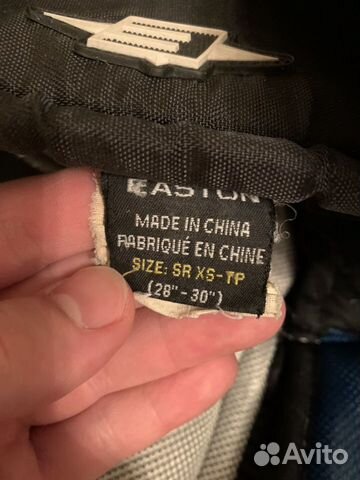 EASTON
MADE IN CHINA
FABRIQUÉ EN CHINE
SIZE: SR XS-TP
(28"-30")
Avito